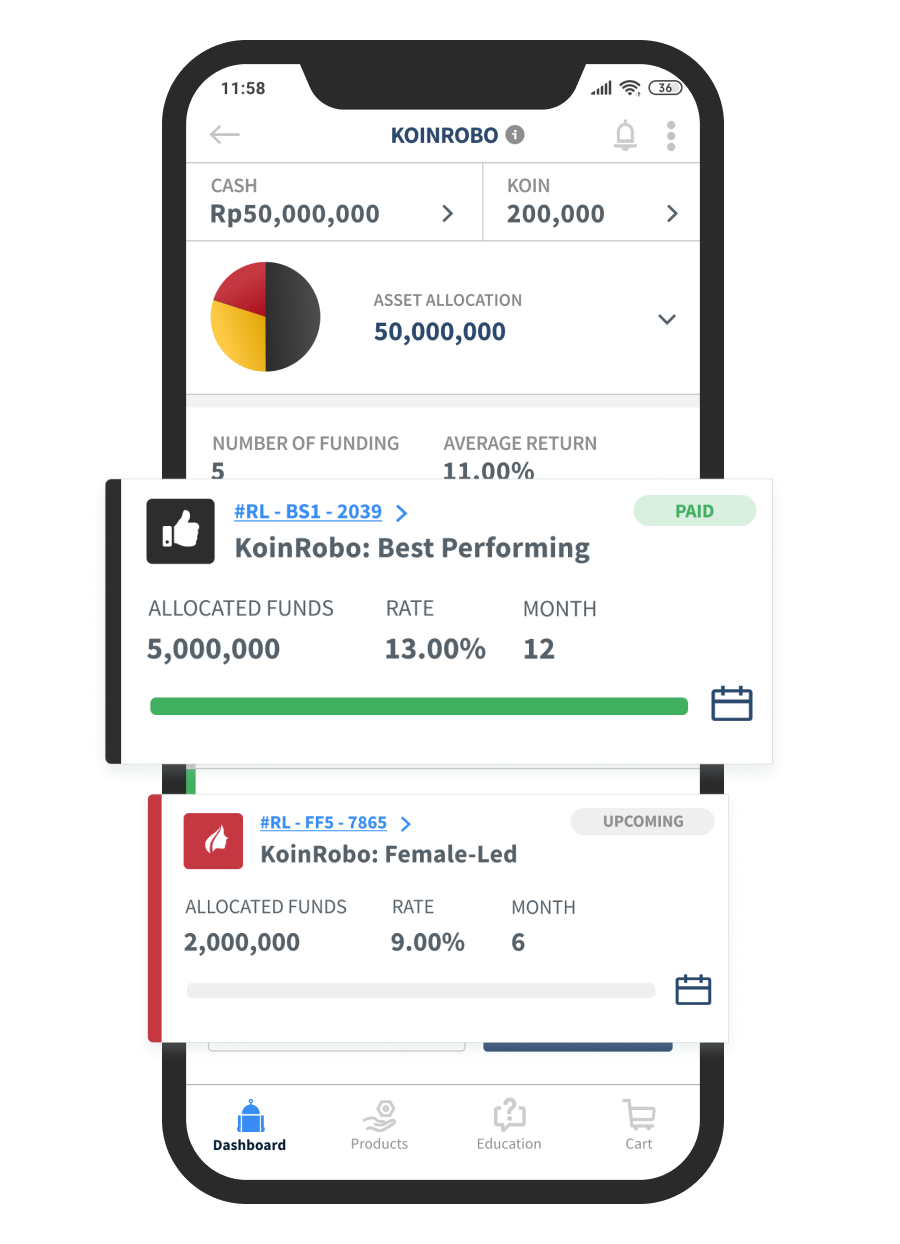 11:58
36
KOINROBO
CASH
Rp50,000,000
KOIN
200,000
ASSET ALLOCATION
50,000,000
NUMBER OF FUNDING
5
AVERAGE RETURN
11.00%
#RL - BS1 - 2039
PAID
KoinRobo: Best Performing
ALLOCATED FUNDS
RATE
MONTH
5,000,000
13.00%
12
#RL - FF5 - 7865
UPCOMING
KoinRobo: Female-Led
ALLOCATED FUNDS
RATE
MONTH
2,000,000
9.00%
6
Dashboard
Products
Education
Cart